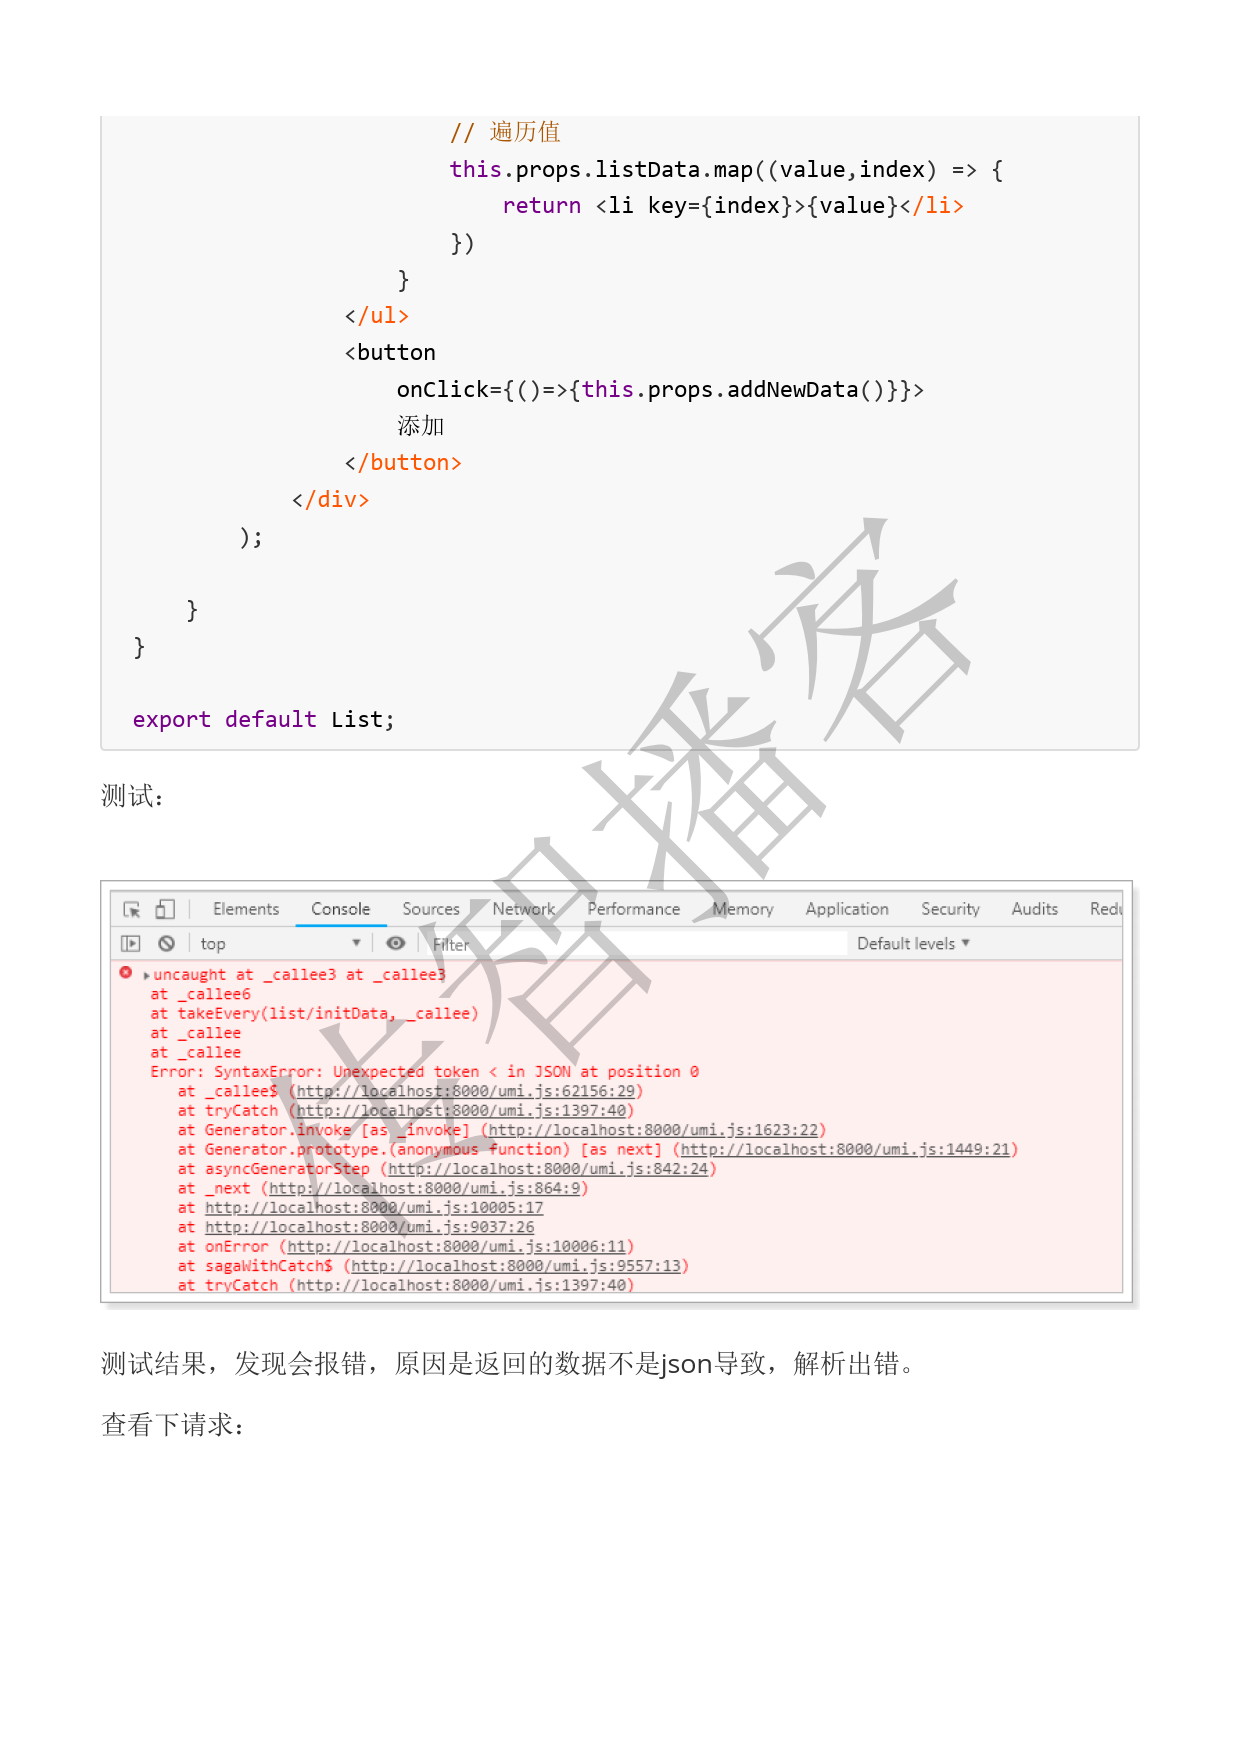 // 遍历值
this.props.listData.map((value,index) => {
return <li key={index}>{value}</li>
})
}
</ul>
<button
onClick={()=>{this.props.addNewData()}}>
添加
</button>
</div>
);
}
}
export default List;
测试：
Elements Console Sources Network Performance Memory Application Security Audits Redu
top Filter Default levels
uncaught at _callee3 at _callee3
at _callee6
at takeEvery(list/initData, _callee)
at _callee
at _callee
Error: SyntaxError: Unexpected token < in JSON at position 0
at _callee$ (http://localhost:8000/umi.js:62156:29)
at tryCatch (http://localhost:8000/umi.js:1397:40)
at Generator.invoke [as _invoke] (http://localhost:8000/umi.js:1623:22)
at Generator.prototype.(anonymous function) [as next] (http://localhost:8000/umi.js:1449:21)
at asyncGeneratorStep (http://localhost:8000/umi.js:842:24)
at _next (http://localhost:8000/umi.js:864:9)
at http://localhost:8000/umi.js:10005:17
at http://localhost:8000/umi.js:9037:26
at onError (http://localhost:8000/umi.js:10006:11)
at sagaWithCatch$ (http://localhost:8000/umi.js:9557:13)
at tryCatch (http://localhost:8000/umi.js:1397:40)
测试结果，发现会报错，原因是返回的数据不是json导致，解析出错。
查看下请求：
传智播客